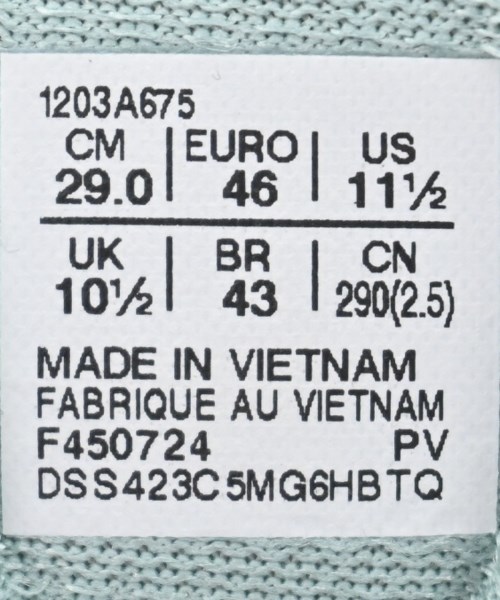 1203A675
CM | EURO | US
29.0 | 46 | 11½
UK | BR | CN
10½ | 43 | 290(2.5)
MADE IN VIETNAM
FABRIQUE AU VIETNAM
F450724 PV
DSS423C5MG6HBTQ